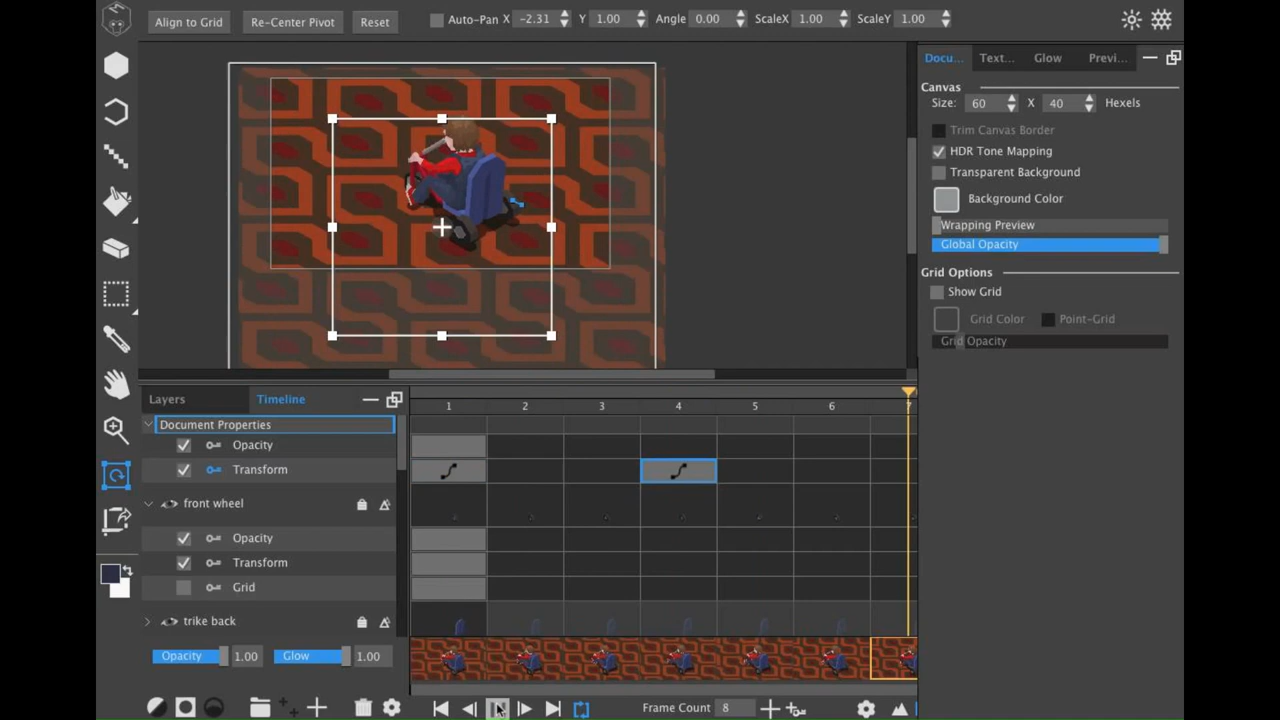 Align to Grid Re-Center Pivot Reset Auto-Pan X -2.31 Y 1.00 Angle 0.00 ScaleX 1.00 ScaleY 1.00
Docu... Text... Glow Previ...
Canvas
Size: 60 X 40 Hexels
Trim Canvas Border
HDR Tone Mapping
Transparent Background
Background Color
Wrapping Preview
Global Opacity
Grid Options
Show Grid
Grid Color Point-Grid
Grid Opacity
Layers Timeline
1 2 3 4 5 6 7
Document Properties
Opacity
Transform
front wheel
Opacity
Transform
Grid
trike back
Opacity 1.00 Glow 1.00
Frame Count 8